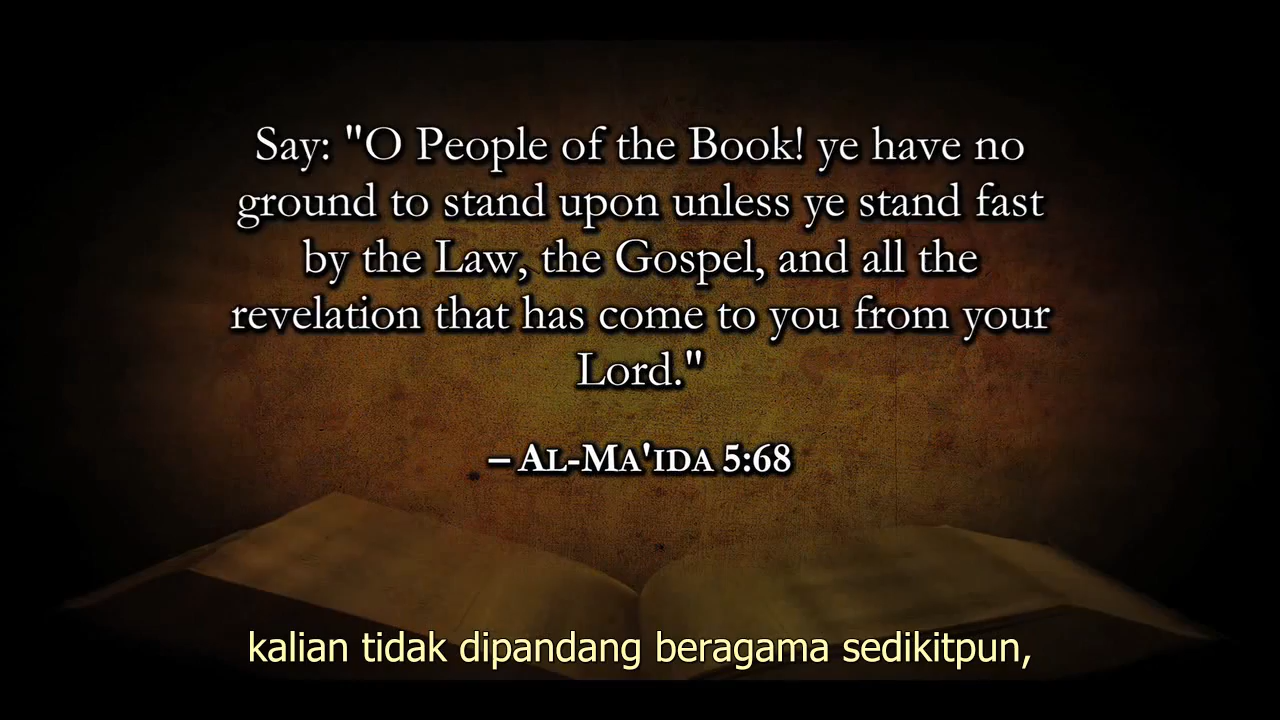 Say: "O People of the Book! ye have no
ground to stand upon unless ye stand fast
by the Law, the Gospel, and all the
revelation that has come to you from your
Lord."
– AL-MA'IDA 5:68
kalian tidak dipandang beragama sedikitpun,